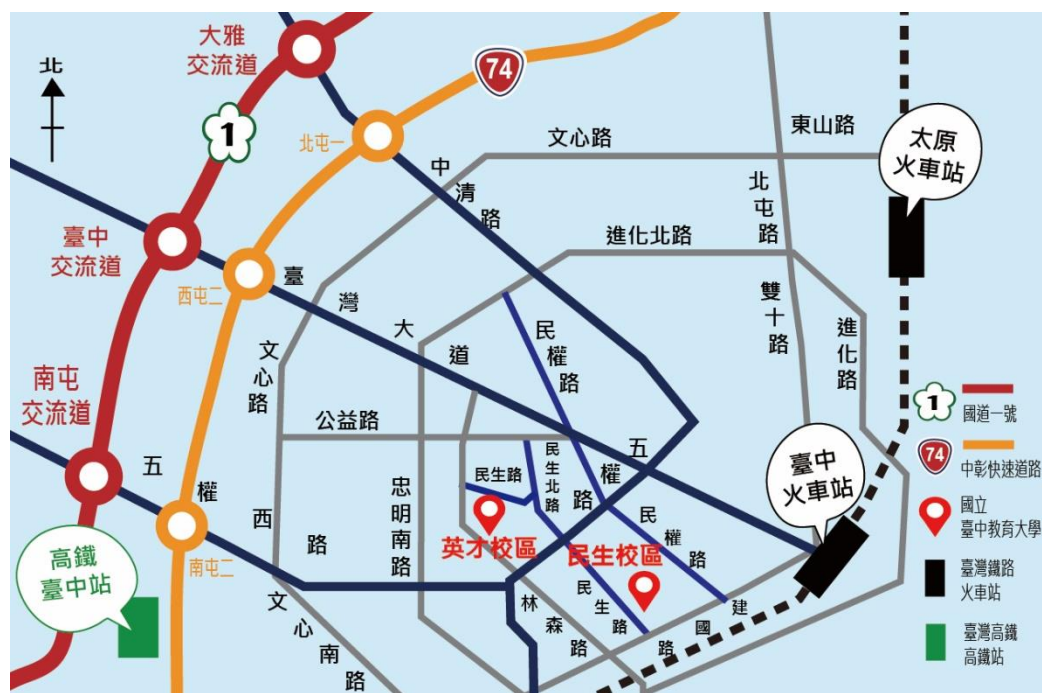 大雅
交流道
北
74
1
北屯一
文心路
東山路
太原
火車站
中清路
北屯路
進化北路
臺中
交流道
西屯二
臺灣大道
民權路
雙十路
進化路
文心路
南屯
交流道
公益路
1
國道一號
74
中彰快速道路
國立
臺中教育大學
臺灣鐵路
火車站
臺灣高鐵
高鐵站
五權西路
忠明南路
民生路
民生北路
五權路
臺中
火車站
英才校區
民生校區
民權路
南屯二
高鐵
臺中站
文心南路
林森路
民生路
建國路